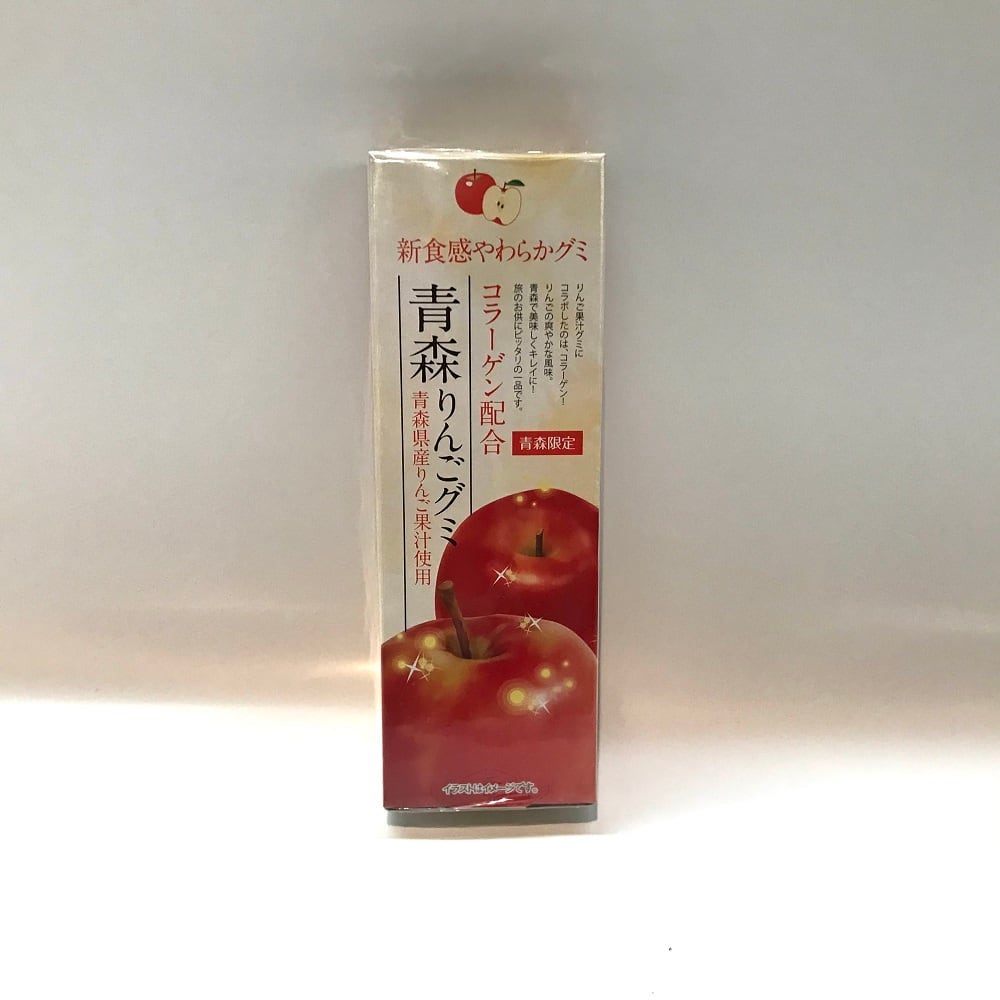 新食感やわらかグミ
りんご果汁グミに
コラボしたのは、コラーゲン！
りんごの爽やかな風味。
青森で美味しくキレイに！
旅のお供にピッタリの一品です。
コラーゲン配合
青森限定
青森りんごグミ
青森県産りんご果汁使用
イラストはイメージです。